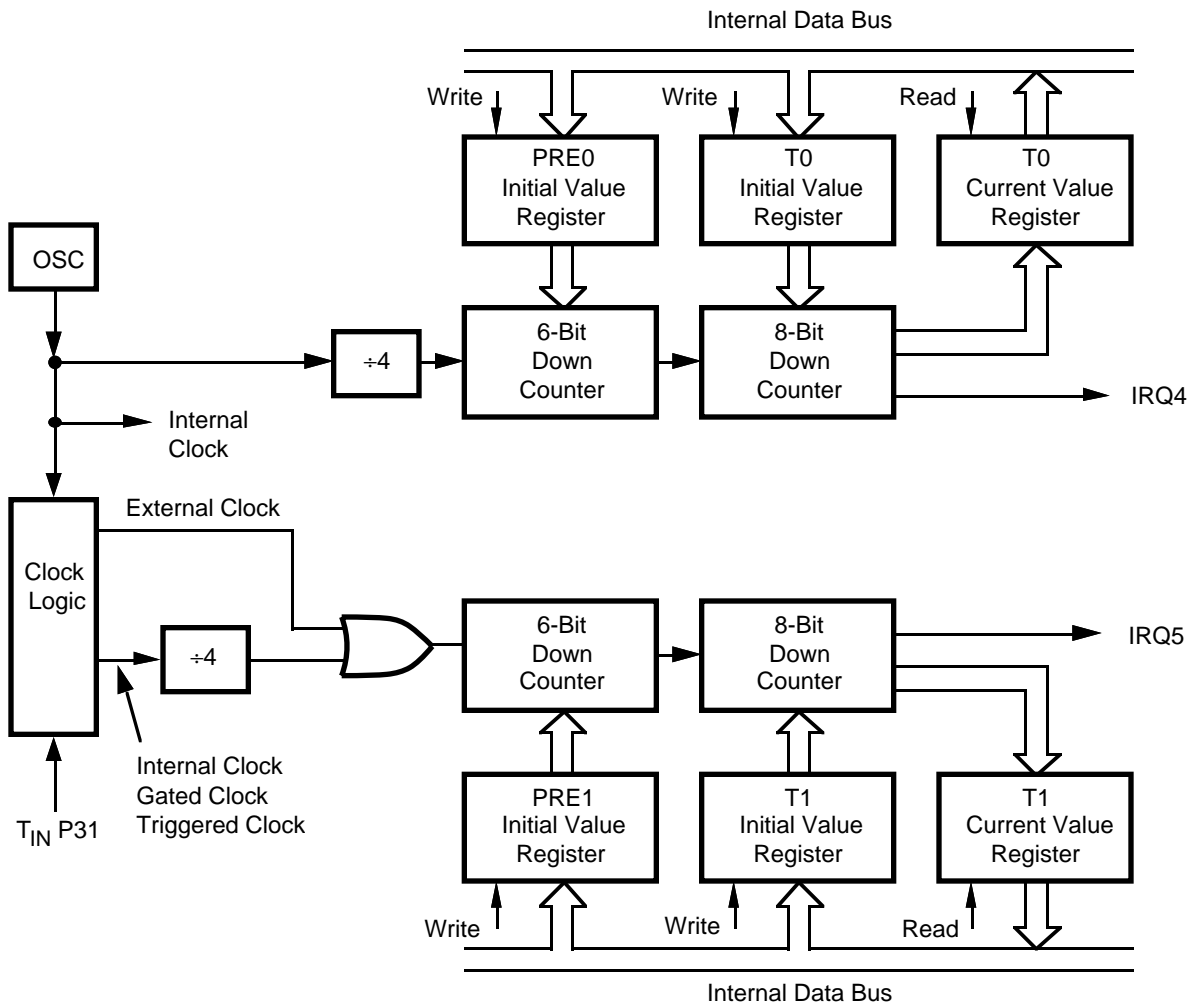 Internal Data Bus
Write
Write
Read
PRE0
Initial Value
Register
T0
Initial Value
Register
T0
Current Value
Register
OSC
÷4
6-Bit
Down
Counter
8-Bit
Down
Counter
IRQ4
Internal
Clock
External Clock
Clock
Logic
÷4
6-Bit
Down
Counter
8-Bit
Down
Counter
IRQ5
Internal Clock
Gated Clock
Triggered Clock
TIN P31
PRE1
Initial Value
Register
T1
Initial Value
Register
T1
Current Value
Register
Write
Write
Read
Internal Data Bus